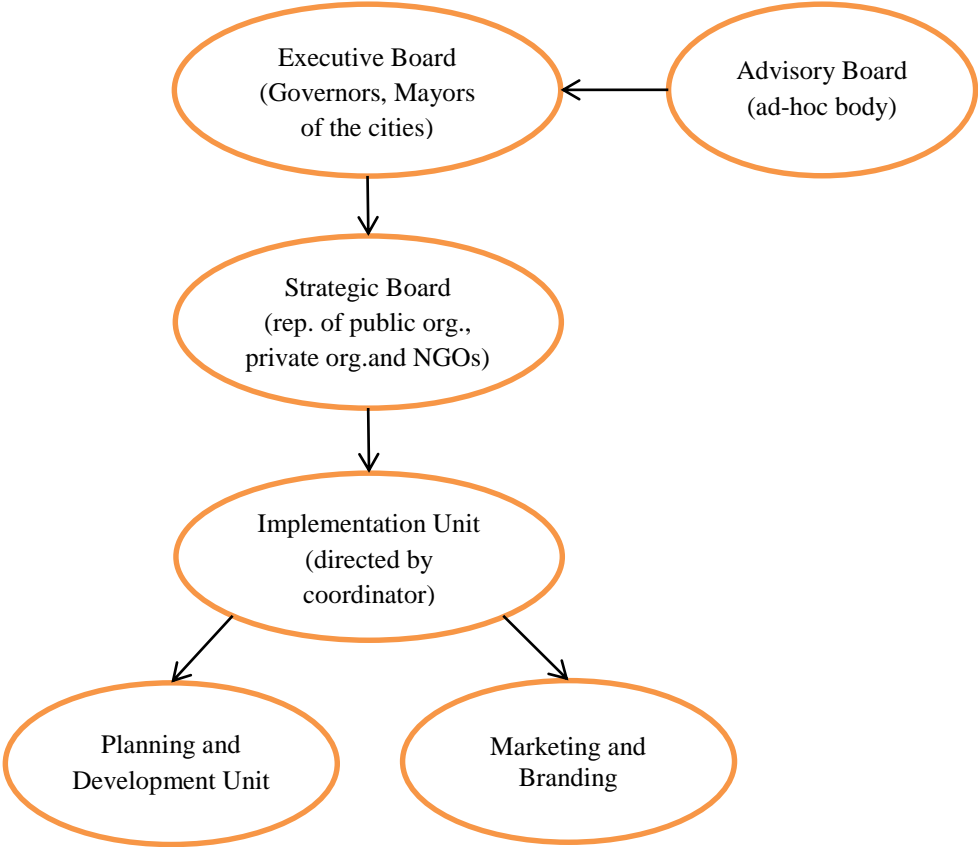 Executive Board
(Governors, Mayors
of the cities)
Advisory Board
(ad-hoc body)
Strategic Board
(rep. of public org.,
private org.and NGOs)
Implementation Unit
(directed by
coordinator)
Planning and
Development Unit
Marketing and
Branding